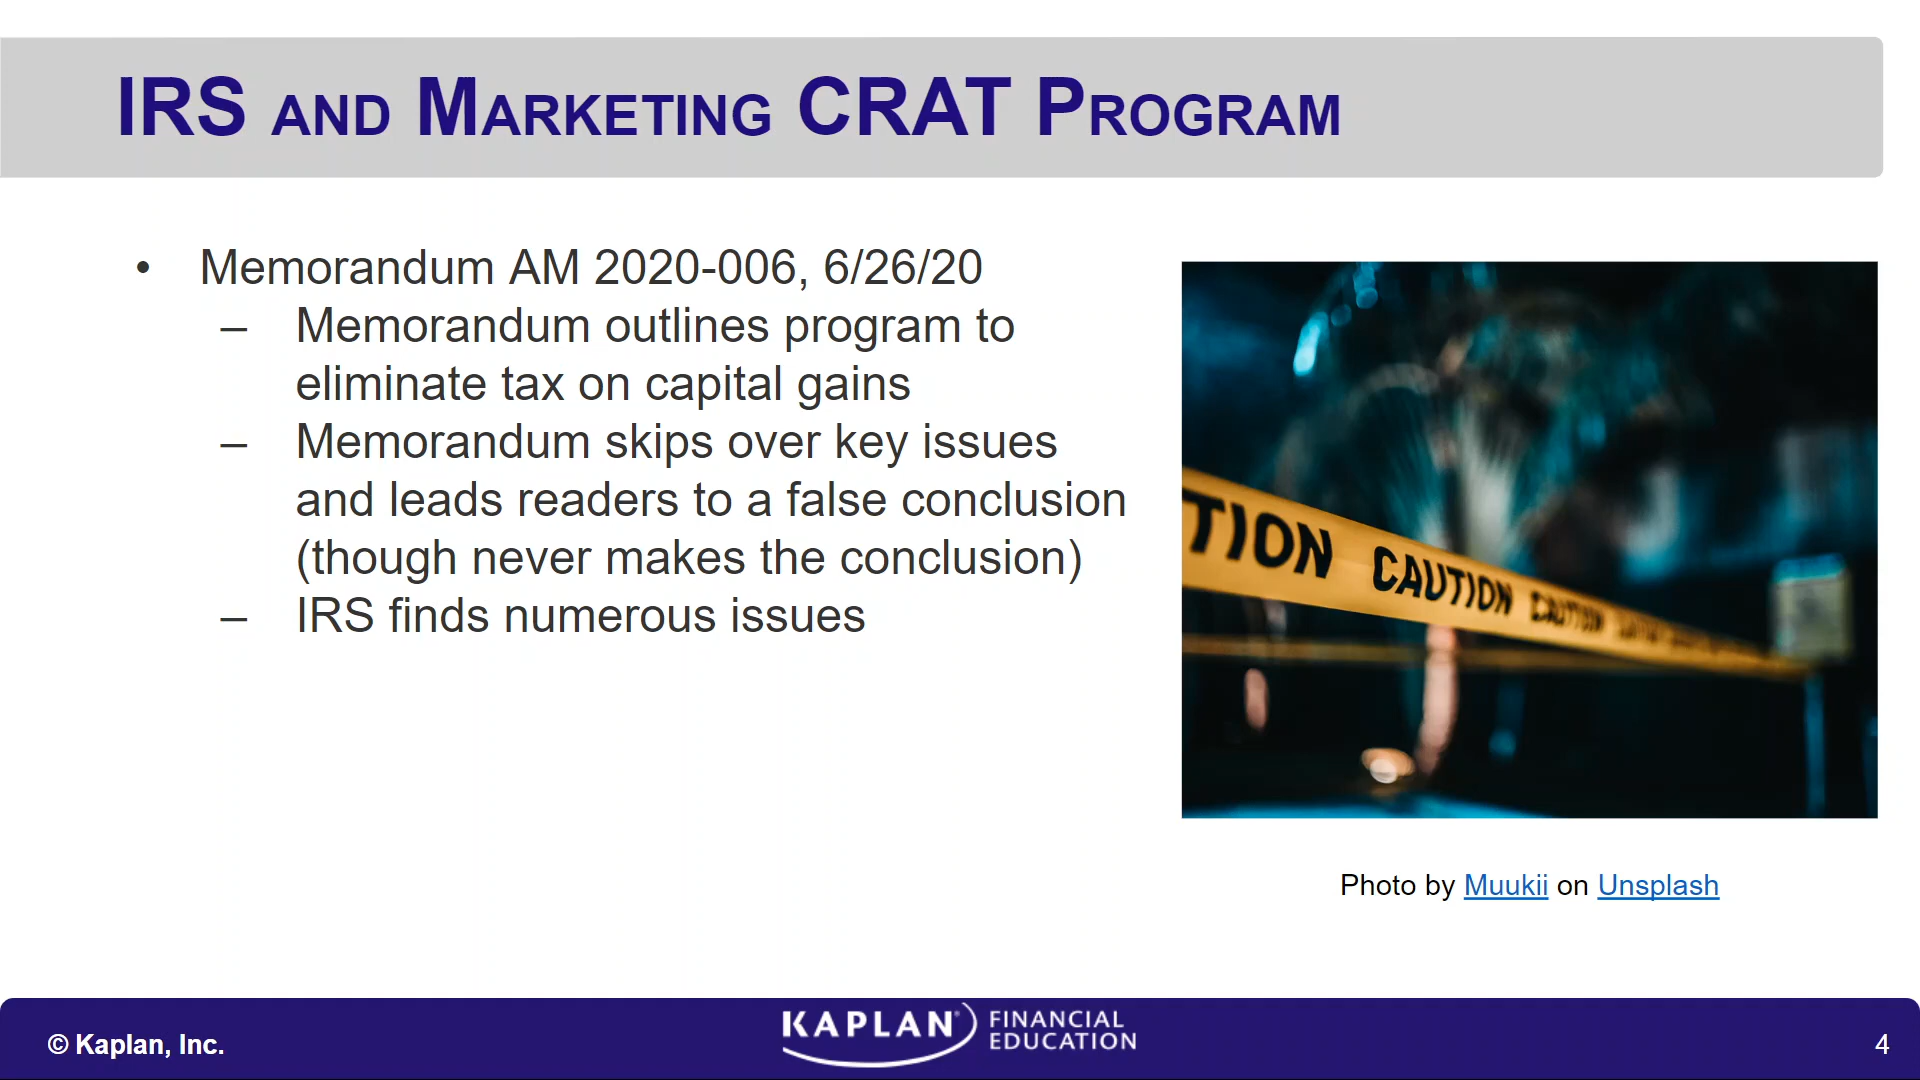 IRS AND MARKETING CRAT PROGRAM
• Memorandum AM 2020-006, 6/26/20
– Memorandum outlines program to
eliminate tax on capital gains
– Memorandum skips over key issues
and leads readers to a false conclusion
(though never makes the conclusion)
– IRS finds numerous issues
TION CAUTION CAUTION
Photo by Muukii on Unsplash
© Kaplan, Inc.
KAPLAN FINANCIAL
EDUCATION
4